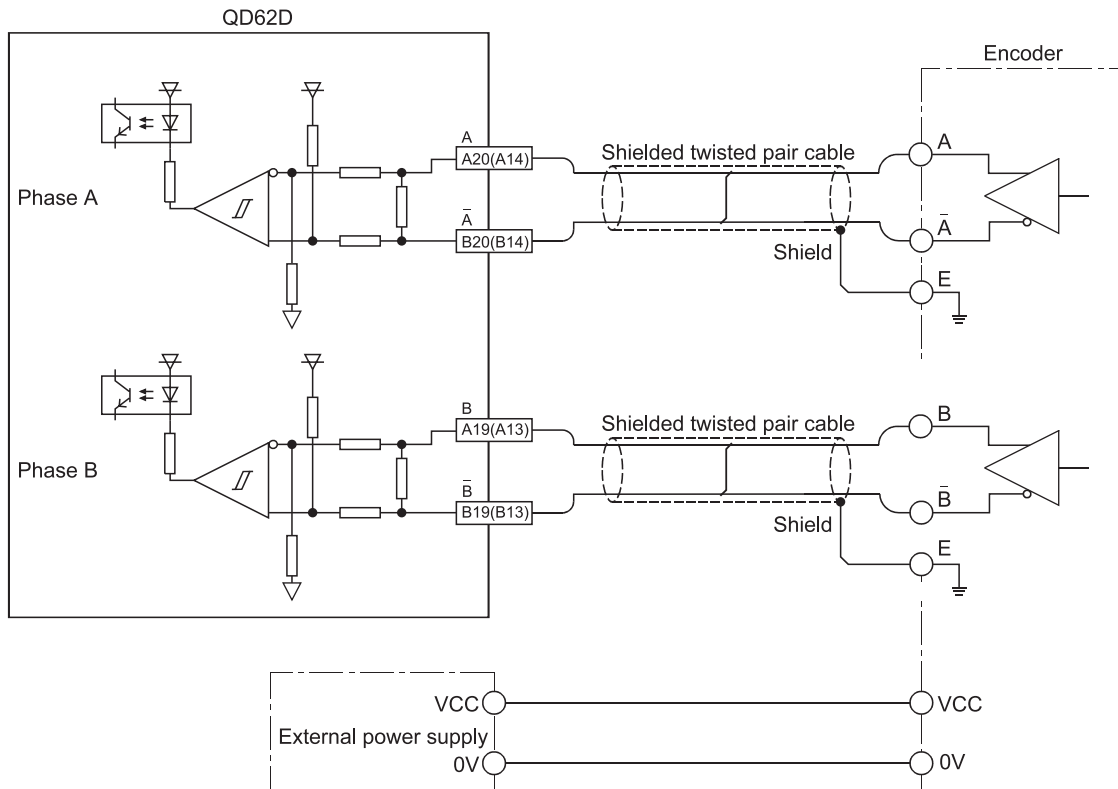 QD62D
Encoder
Phase A
A
A20(A14)
Ā
B20(B14)
Shielded twisted pair cable
Shield
A
Ā
E
Phase B
B
A19(A13)
B̄
B19(B13)
Shielded twisted pair cable
Shield
B
B̄
E
External power supply
VCC
0V
VCC
0V